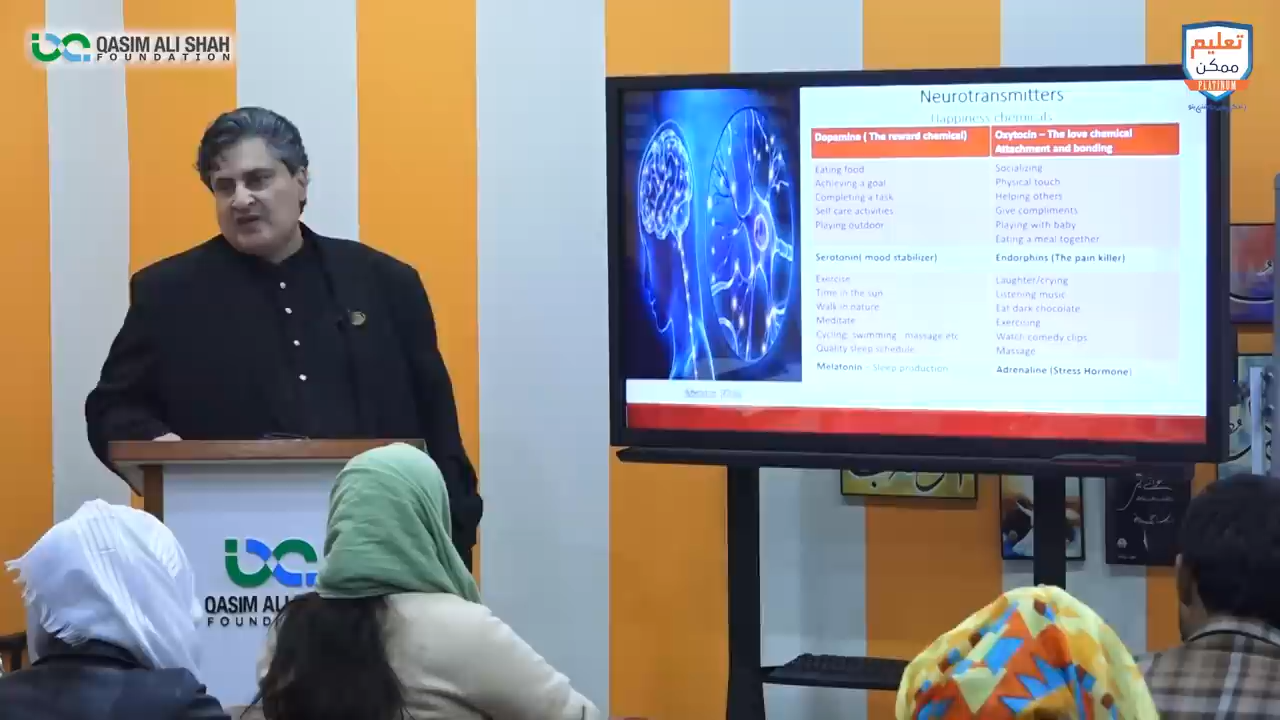 QASIM ALI SHAH
FOUNDATION
تعلیم
ممکن
PLATINUM
Neurotransmitters
Happiness chemicals
Dopamine ( The reward chemical)
Eating food
Achieving a goal
Completing a task
Self care activities
Playing outdoor
Oxytocin – The love chemical
Attachment and bonding
Socializing
Physical touch
Helping others
Give compliments
Playing with baby
Eating a meal together
Serotonin( mood stabilizer)
Exercise
Time in the sun
Walk in nature
Meditate
Cycling, swimming , massage etc
Quality sleep schedule
Endorphins (The pain killer)
Laughter/crying
Listening music
Eat dark chocolate
Exercising
Watch comedy clips
Massage
Melatonin – Sleep production
Adrenaline (Stress Hormone)
QASIM ALI
FOUND